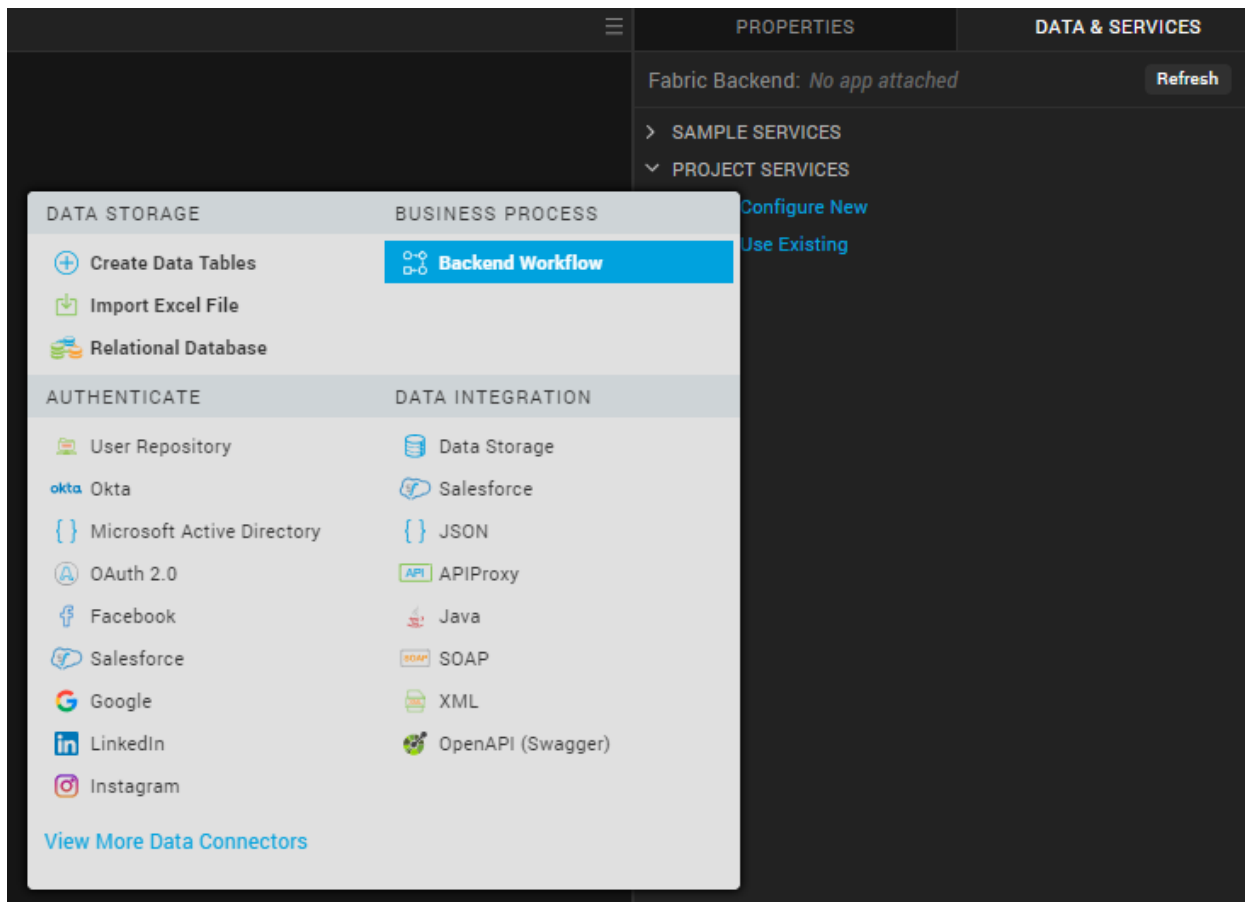 PROPERTIES
DATA & SERVICES
Fabric Backend: No app attached
Refresh
SAMPLE SERVICES
PROJECT SERVICES
Configure New
Use Existing
DATA STORAGE
Create Data Tables
Import Excel File
Relational Database
BUSINESS PROCESS
Backend Workflow
AUTHENTICATE
User Repository
okta Okta
Microsoft Active Directory
OAuth 2.0
Facebook
Salesforce
Google
in LinkedIn
Instagram
DATA INTEGRATION
Data Storage
Salesforce
{ } JSON
API APIProxy
Java
SOAP SOAP
XML
OpenAPI (Swagger)
View More Data Connectors